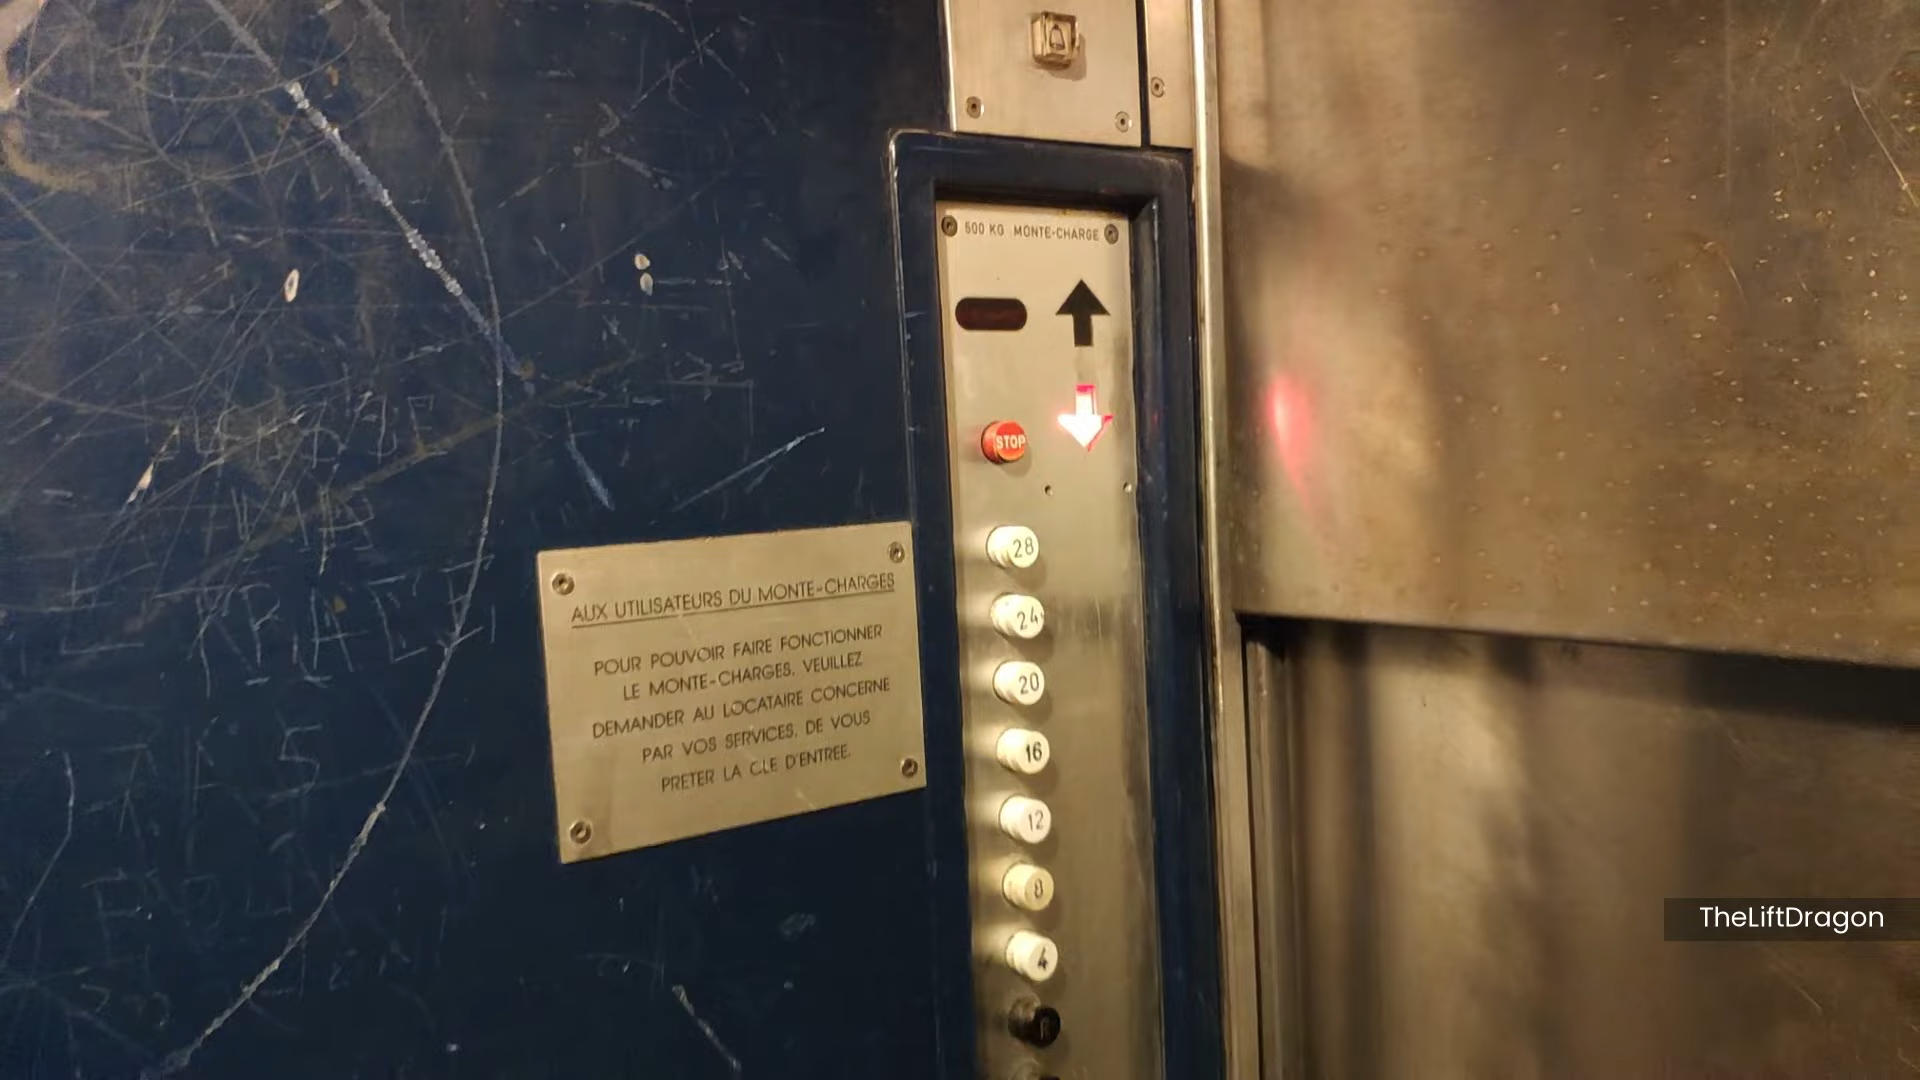 500 KG MONTE-CHARGE
STOP
28
24
20
16
12
8
4
R
AUX UTILISATEURS DU MONTE-CHARGES
POUR POUVOIR FAIRE FONCTIONNER
LE MONTE-CHARGES, VEUILLEZ
DEMANDER AU LOCATAIRE CONCERNE
PAR VOS SERVICES, DE VOUS
PRETER LA CLE D'ENTREE.
TheLiftDragon